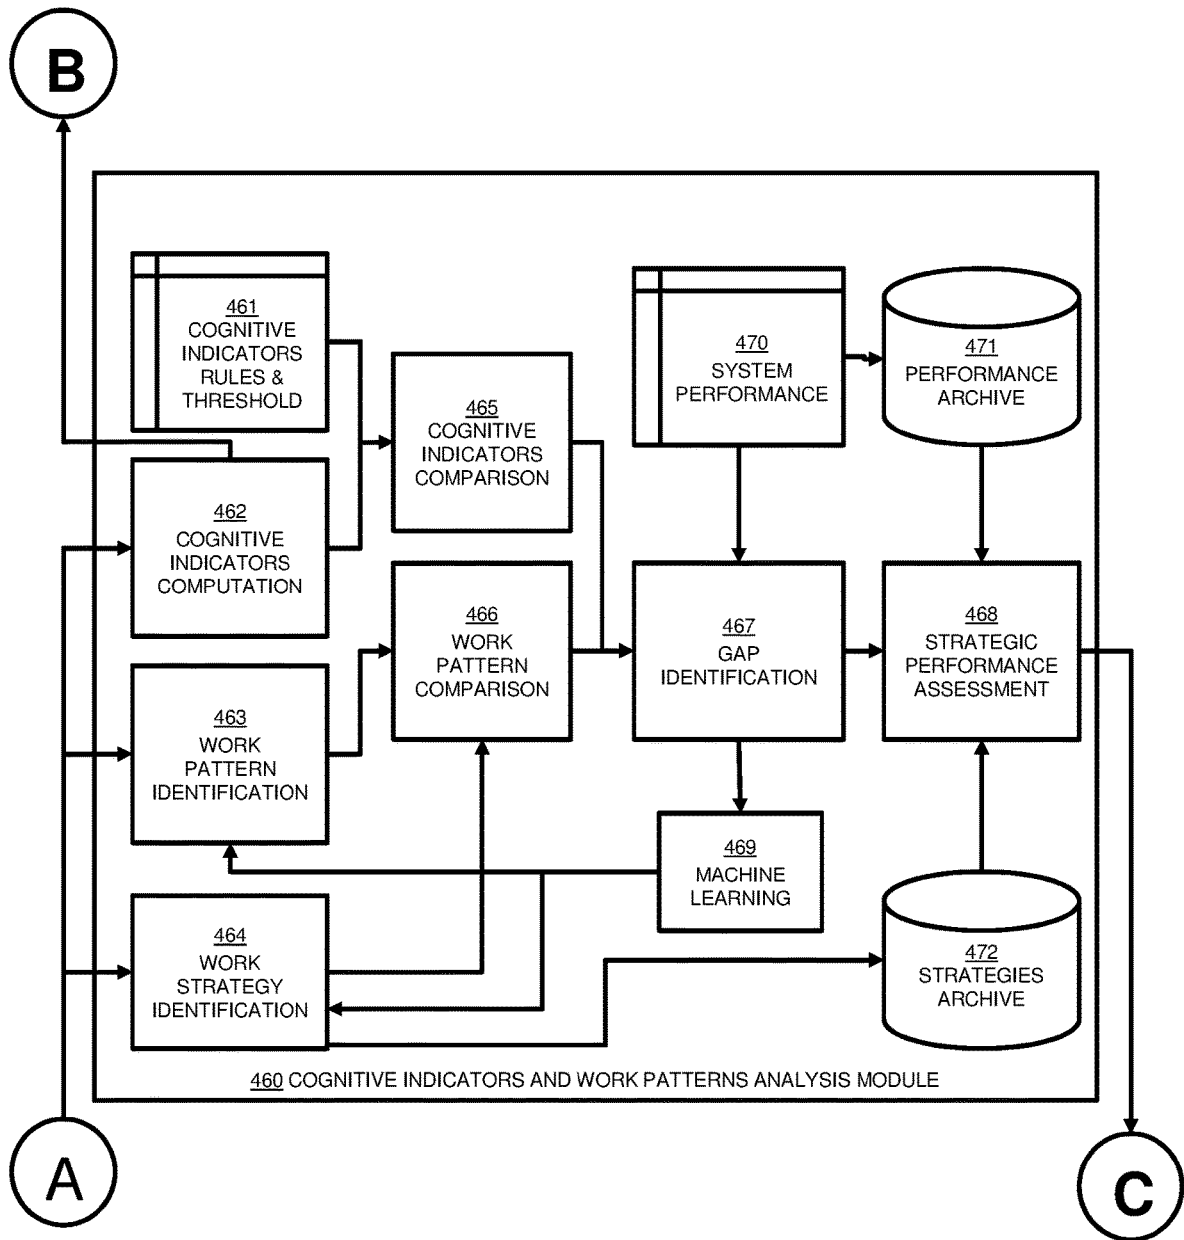 B
461
COGNITIVE
INDICATORS
RULES &
THRESHOLD
462
COGNITIVE
INDICATORS
COMPUTATION
463
WORK
PATTERN
IDENTIFICATION
464
WORK
STRATEGY
IDENTIFICATION
465
COGNITIVE
INDICATORS
COMPARISON
466
WORK
PATTERN
COMPARISON
470
SYSTEM
PERFORMANCE
471
PERFORMANCE
ARCHIVE
467
GAP
IDENTIFICATION
468
STRATEGIC
PERFORMANCE
ASSESSMENT
469
MACHINE
LEARNING
472
STRATEGIES
ARCHIVE
460 COGNITIVE INDICATORS AND WORK PATTERNS ANALYSIS MODULE
A
C